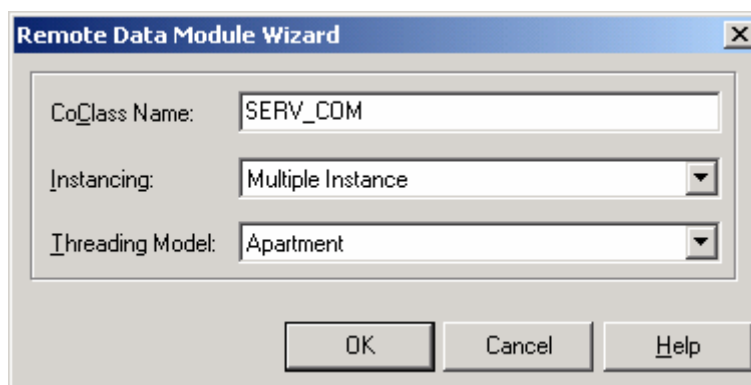 Remote Data Module Wizard
CoClass Name: SERV_COM
Instancing: Multiple Instance
Threading Model: Apartment
OK Cancel Help